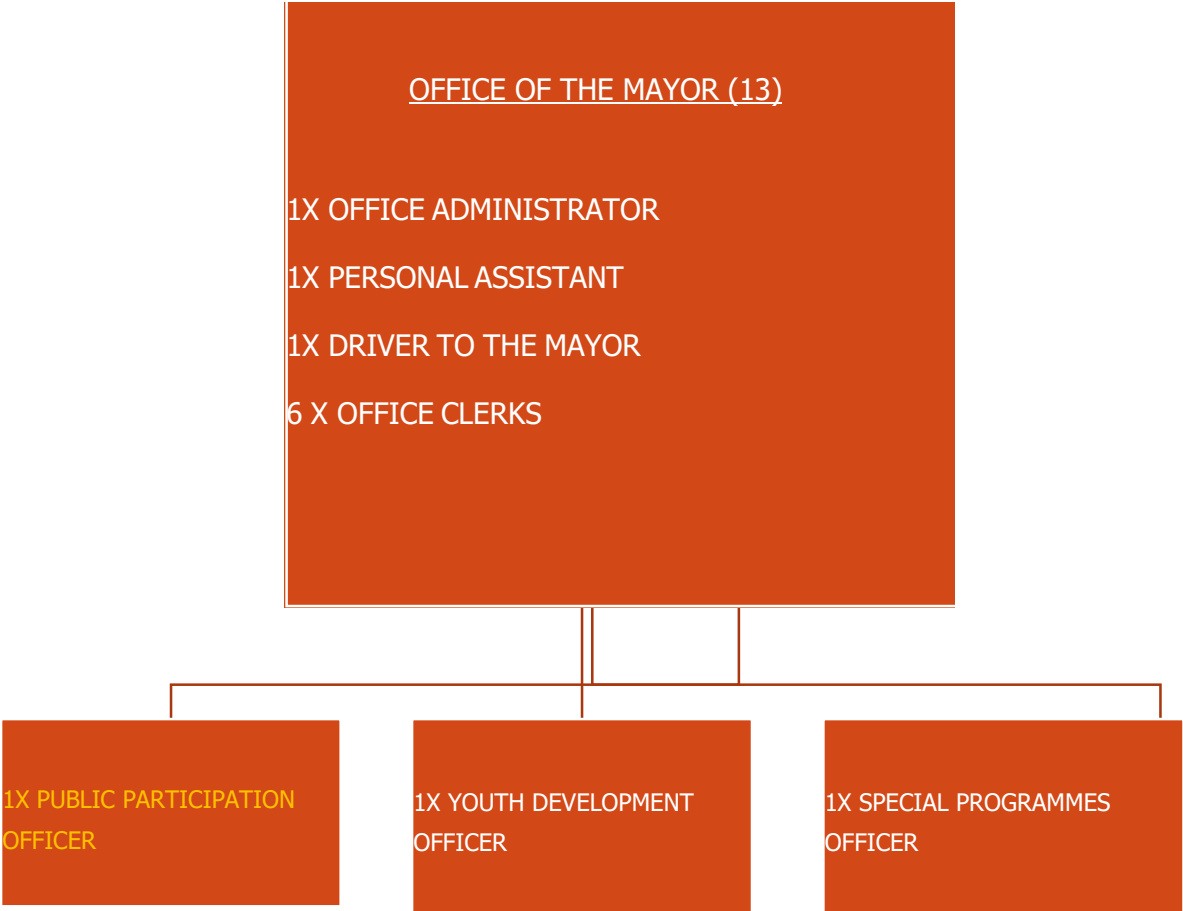 OFFICE OF THE MAYOR (13)
1X OFFICE ADMINISTRATOR
1X PERSONAL ASSISTANT
1X DRIVER TO THE MAYOR
6 X OFFICE CLERKS
1X PUBLIC PARTICIPATION
OFFICER
1X YOUTH DEVELOPMENT
OFFICER
1X SPECIAL PROGRAMMES
OFFICER